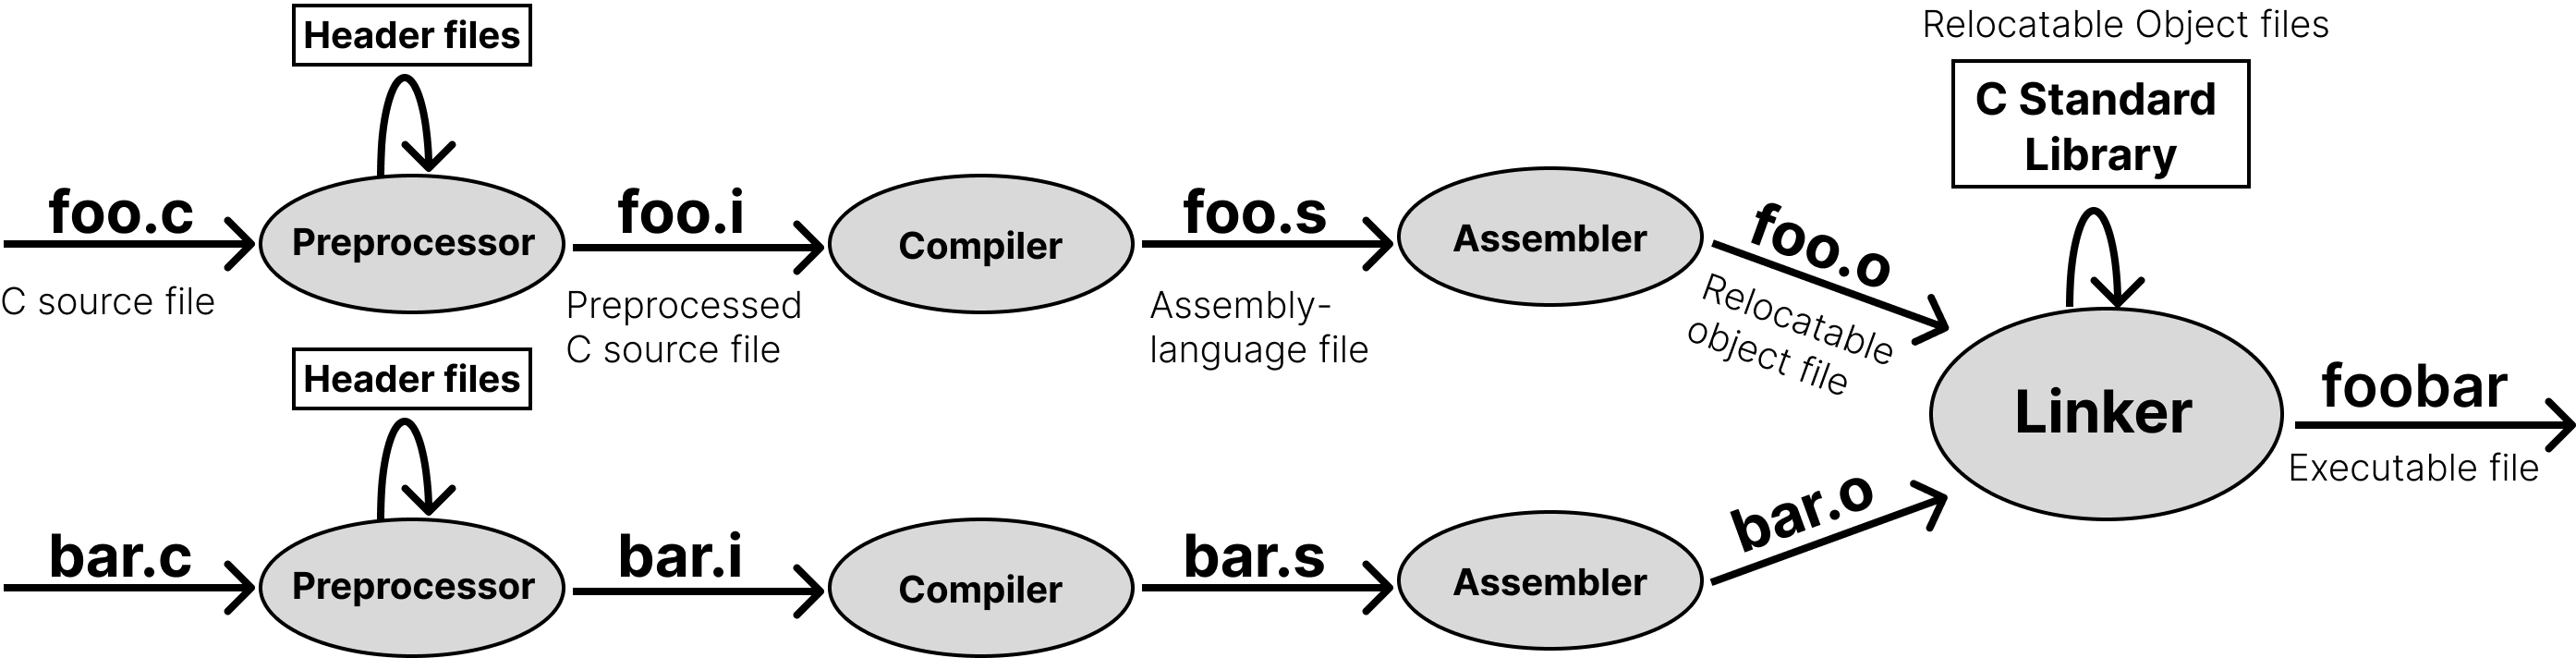 Relocatable Object files
Header files
C Standard
Library
foo.c
Preprocessor
foo.i
Compiler
foo.s
Assembler
foo.o
C source file
Preprocessed
C source file
Assembly-
language file
Relocatable
object file
Header files
Linker
foobar
Executable file
bar.c
Preprocessor
bar.i
Compiler
bar.s
Assembler
bar.o